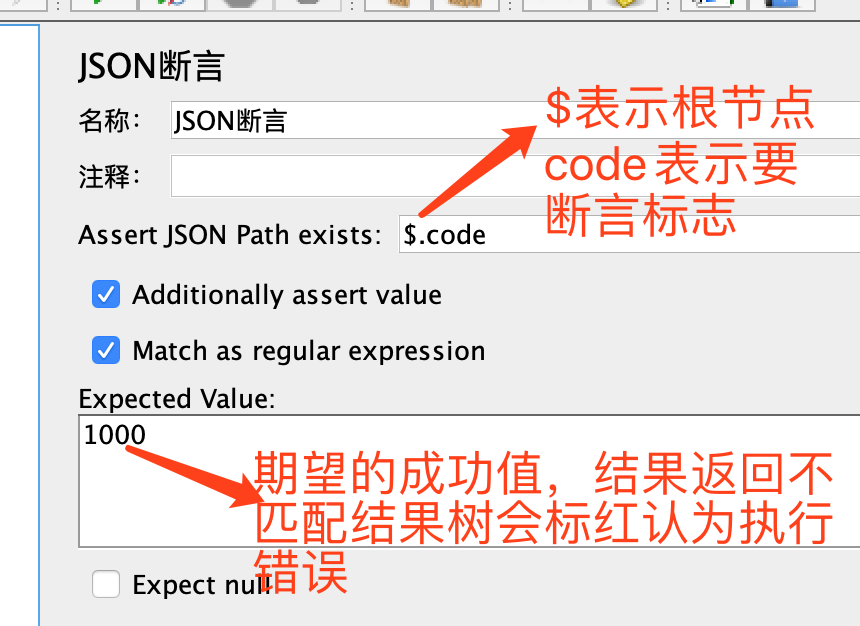 JSON断言
名称：
JSON断言
$表示根节点
code表示要
断言标志
注释：
Assert JSON Path exists:
$.code
Additionally assert value
Match as regular expression
Expected Value:
1000
期望的成功值，结果返回不
匹配结果树会标红认为执行
错误
Expect null